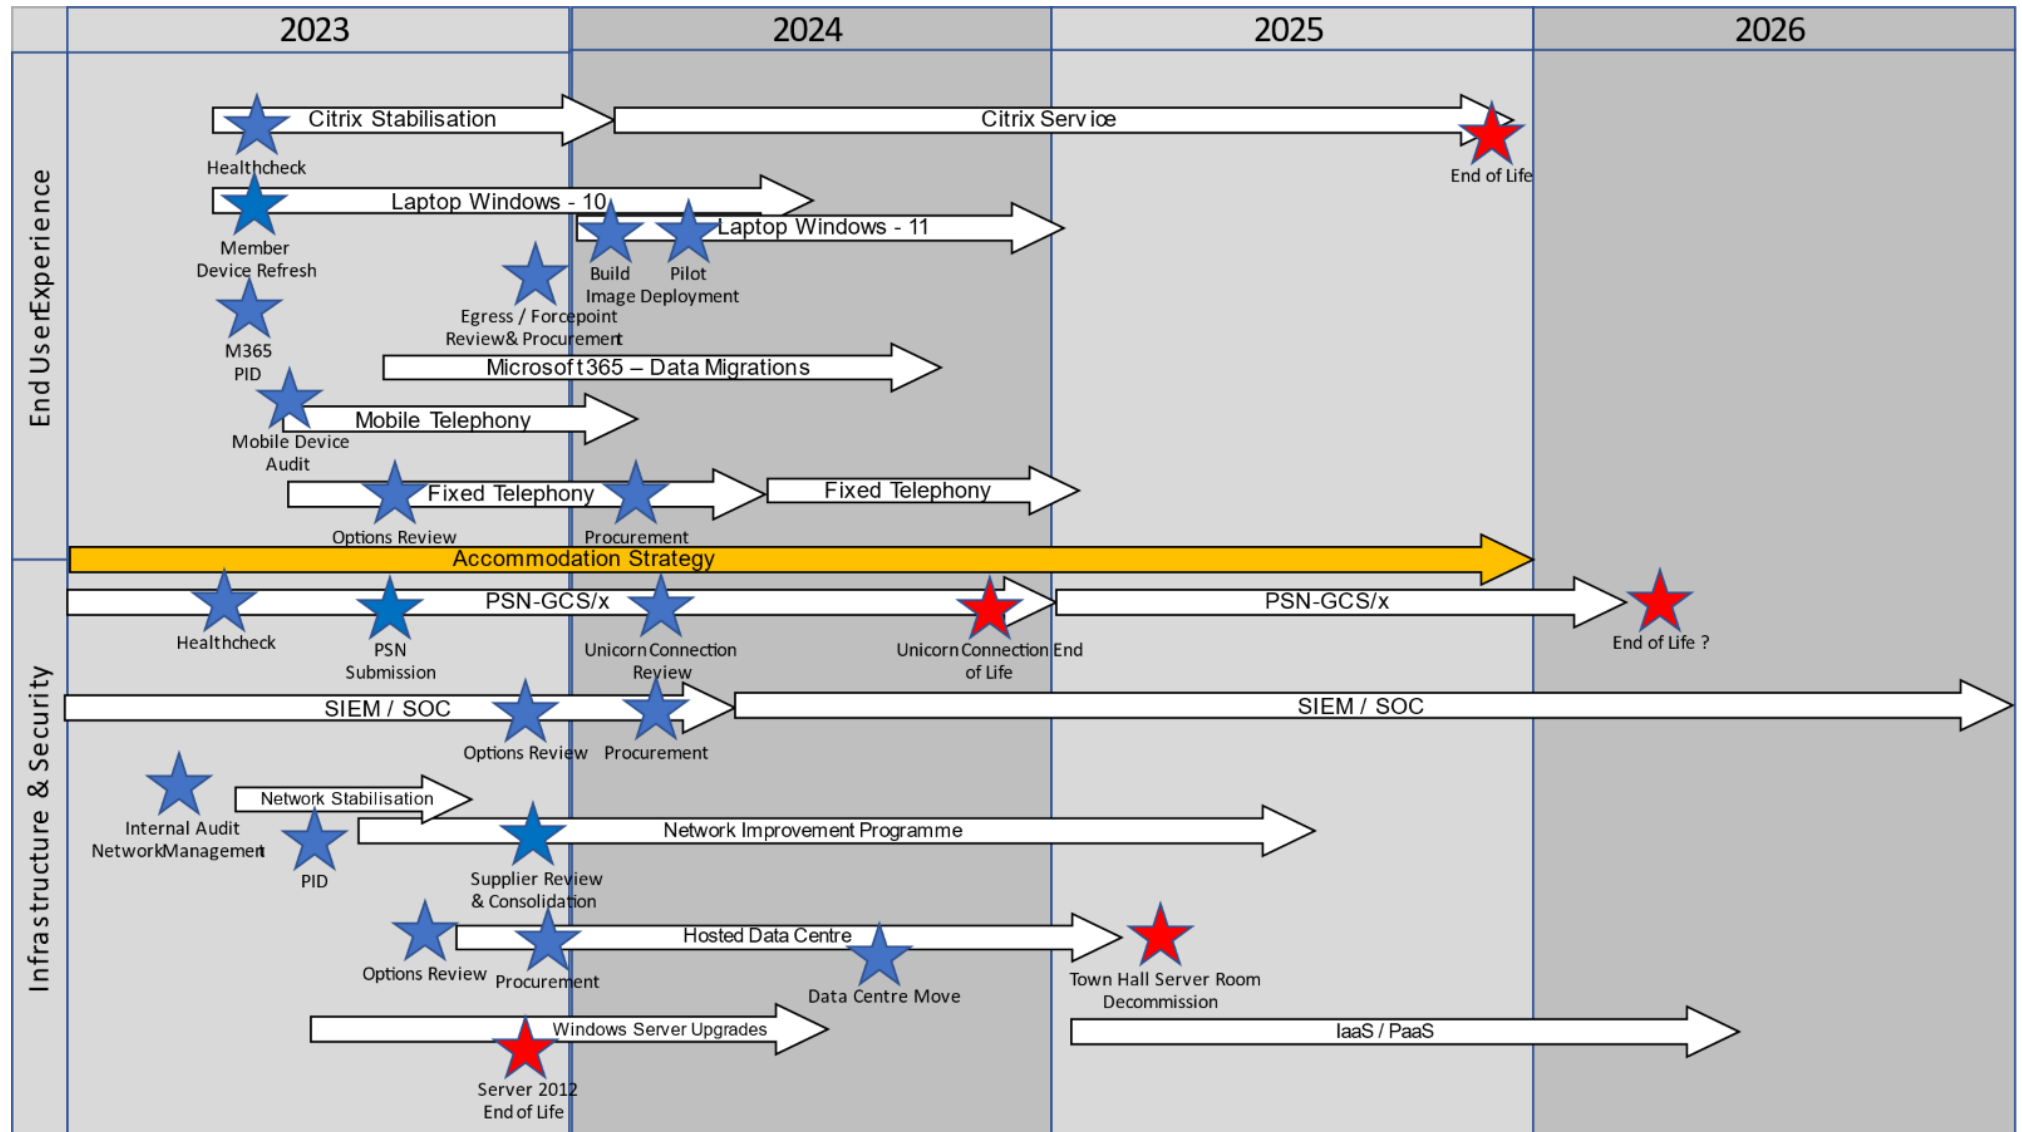 2023
2024
2025
2026
End User Experience
Citrix Stabilisation
Citrix Service
Healthcheck
End of Life
Laptop Windows - 10
Laptop Windows - 11
Member
Device Refresh
Build
Pilot
Image Deployment
Egress / Forcepoint
Review& Procurement
M365
PID
Microsoft365 – Data Migrations
Mobile Telephony
Mobile Device
Audit
Fixed Telephony
Fixed Telephony
Options Review
Procurement
Accommodation Strategy
Infrastructure & Security
PSN-GCS/x
PSN-GCS/x
Healthcheck
PSN
Submission
Unicorn Connection
Review
Unicorn Connection End
of Life
End of Life ?
SIEM / SOC
SIEM / SOC
Options Review
Procurement
Internal Audit
NetworkManagement
Network Stabilisation
PID
Network Improvement Programme
Supplier Review
& Consolidation
Hosted Data Centre
Options Review
Procurement
Data Centre Move
Town Hall Server Room
Decommission
Windows Server Upgrades
IaaS / PaaS
Server 2012
End of Life